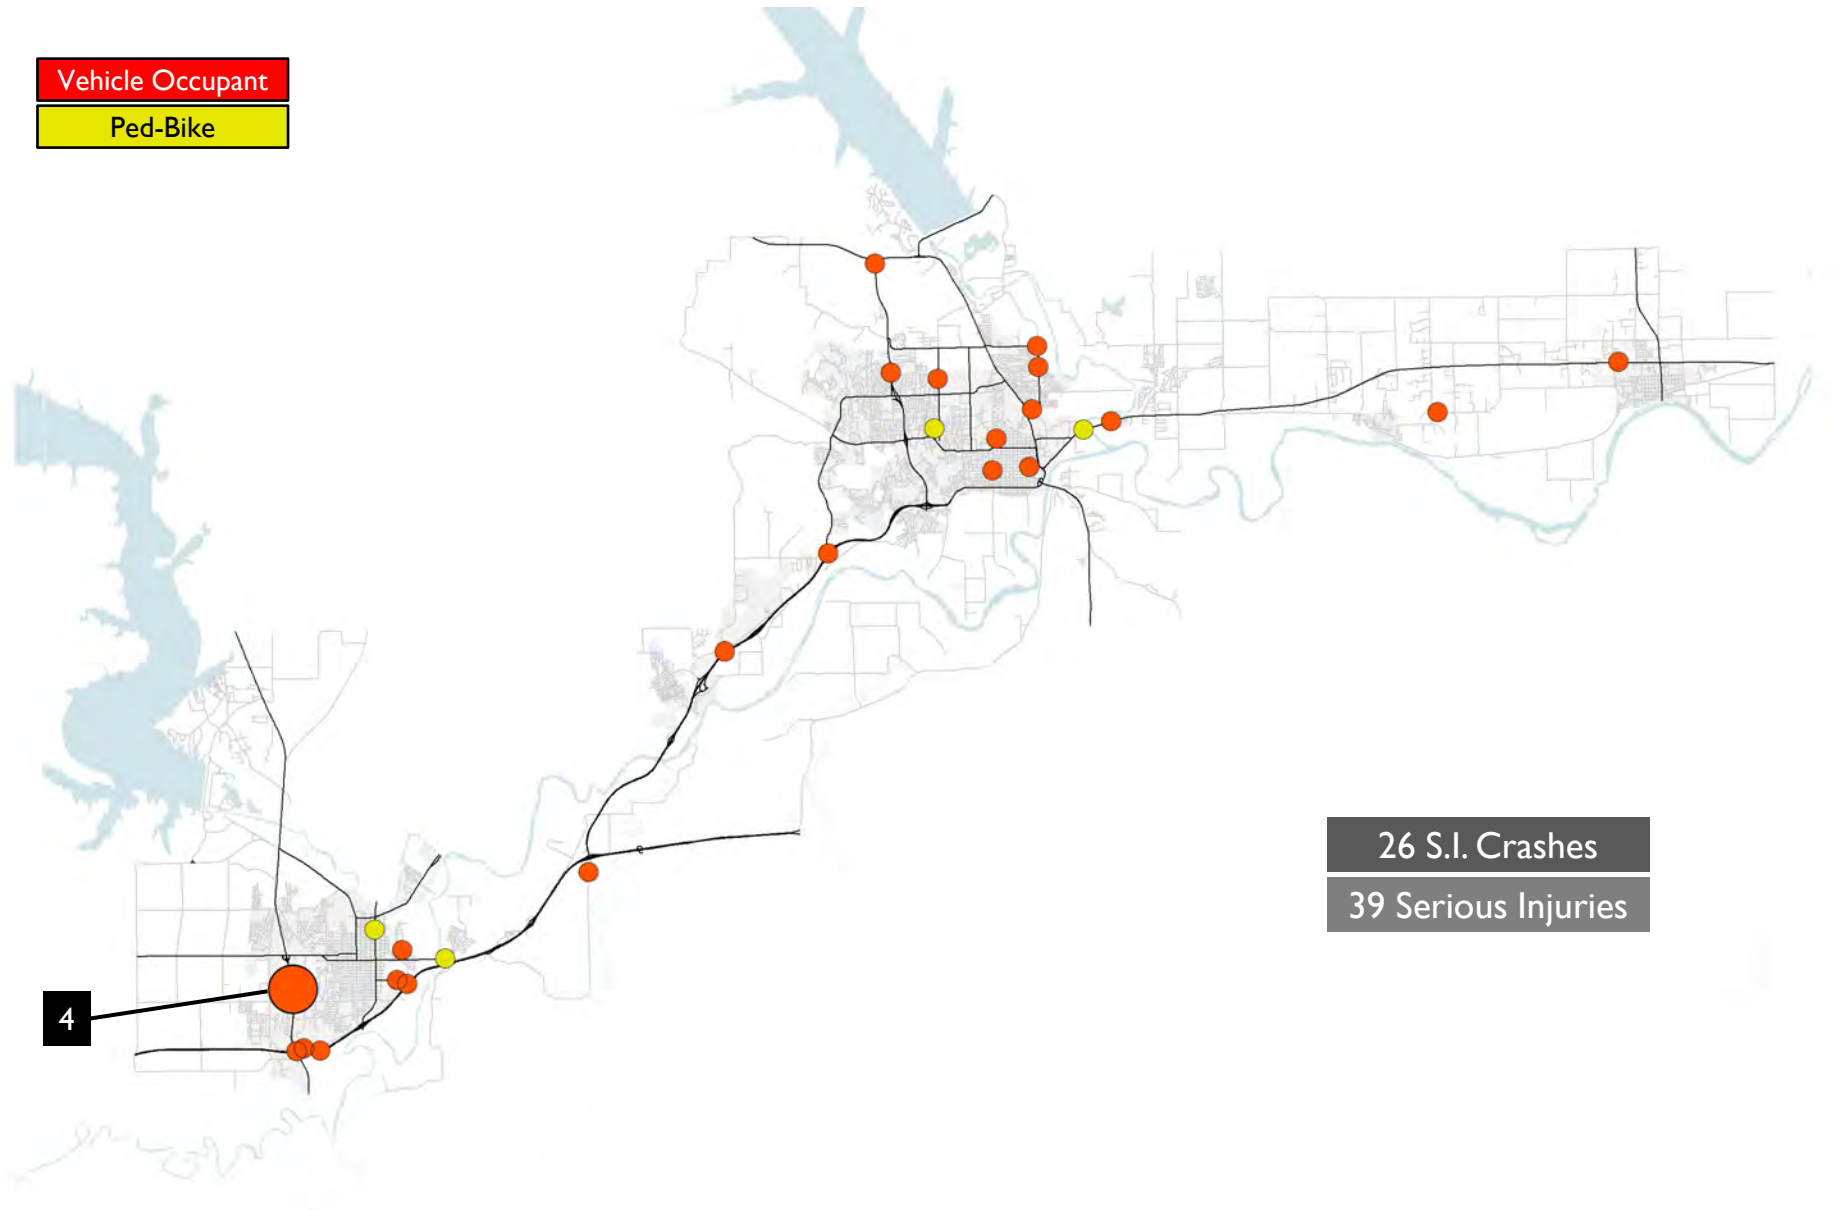 Vehicle Occupant
Ped-Bike
26 S.I. Crashes
39 Serious Injuries
4